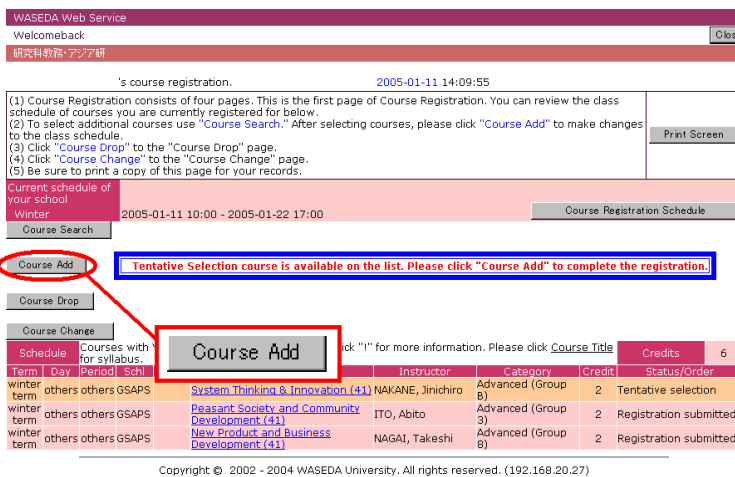 WASEDA Web Service
Welcomeback
Clos
研究科教務・アジア研
's course registration. 2005-01-11 14:09:55
(1) Course Registration consists of four pages. This is the first page of Course Registration. You can review the class
schedule of courses you are currently registered for below.
(2) To select additional courses use "Course Search." After selecting courses, please click "Course Add" to make changes
to the class schedule.
(3) Click "Course Drop" to the "Course Drop" page.
(4) Click "Course Change" to the "Course Change" page.
(5) Be sure to print a copy of this page for your records.
Print Screen
Current schedule of
your school
Winter 2005-01-11 10:00 - 2005-01-22 17:00
Course Registration Schedule
Course Search
Course Add
Tentative Selection course is available on the list. Please click "Course Add" to complete the registration.
Course Drop
Course Change
Course Add
Schedule
Courses with ick "!" for more information. Please click Course Title
for syllabus.
Credits 6
Term Day Period Schl Instructor Category Credit Status/Order
winter term others others GSAPS System Thinking & Innovation (41) NAKANE, Jinichiro Advanced (Group B) 2 Tentative selection
winter term others others GSAPS Peasant Society and Community Development (41) ITO, Abito Advanced (Group 3) 2 Registration submitted
winter term others others GSAPS New Product and Business Development (41) NAGAI, Takeshi Advanced (Group 8) 2 Registration submitted
Copyright © 2002 - 2004 WASEDA University. All rights reserved. (192.168.20.27)